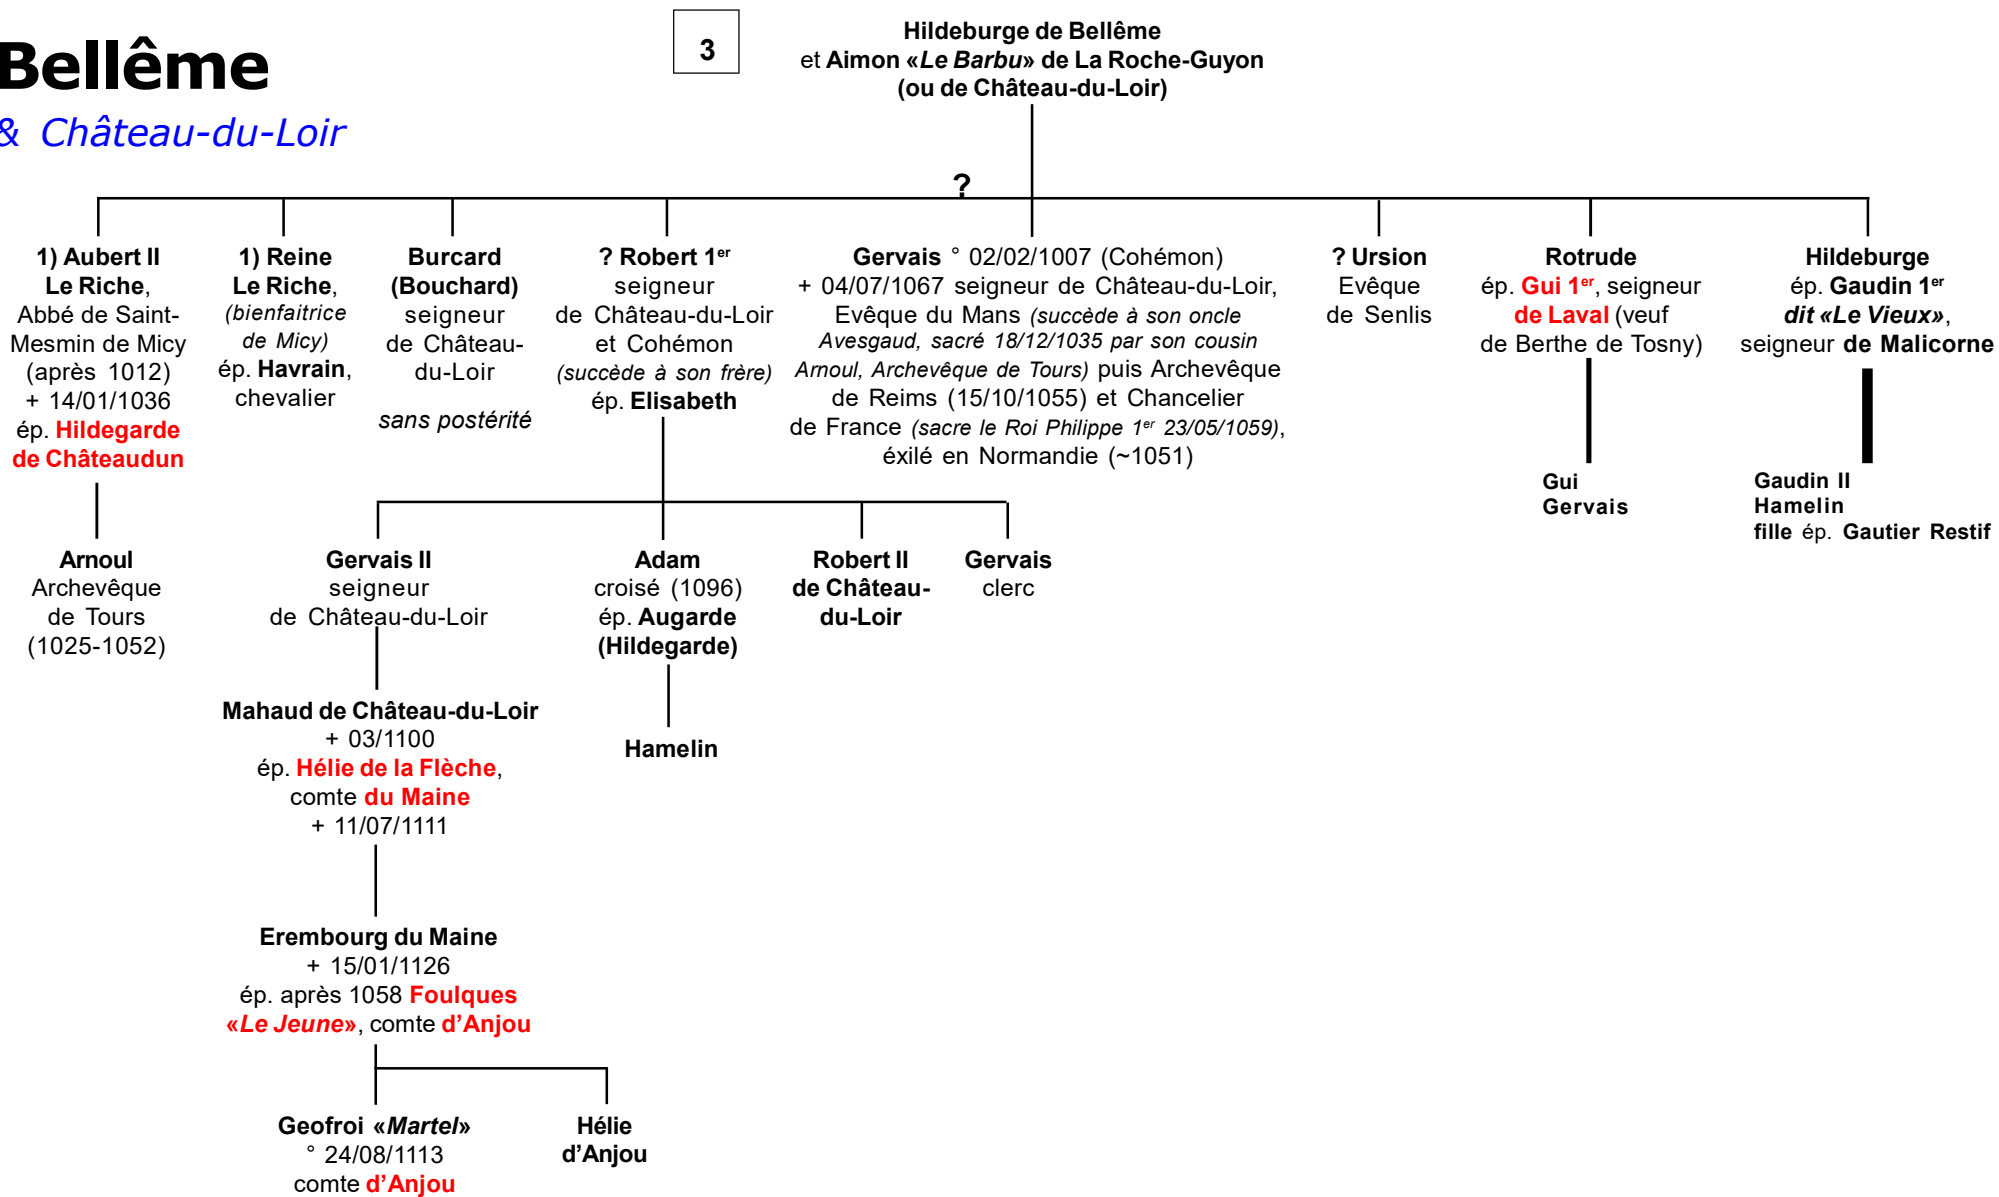 Bellême
& Château-du-Loir
3
Hildeburge de Bellême
et Aimon «Le Barbu» de La Roche-Guyon
(ou de Château-du-Loir)
?
1) Aubert II
Le Riche,
Abbé de Saint-
Mesmin de Micy
(après 1012)
+ 14/01/1036
ép. Hildegarde
de Châteaudun
1) Reine
Le Riche,
(bienfaitrice
de Micy)
ép. Havrain,
chevalier
Burcard
(Bouchard)
seigneur
de Château-
du-Loir
sans postérité
? Robert 1er
seigneur
de Château-du-Loir
et Cohémon
(succède à son frère)
ép. Elisabeth
Gervais ° 02/02/1007 (Cohémon)
+ 04/07/1067 seigneur de Château-du-Loir,
Evêque du Mans (succède à son oncle
Avesgaud, sacré 18/12/1035 par son cousin
Arnoul, Archevêque de Tours) puis Archevêque
de Reims (15/10/1055) et Chancelier
de France (sacre le Roi Philippe 1er 23/05/1059),
éxilé en Normandie (~1051)
? Ursion
Evêque
de Senlis
Rotrude
ép. Gui 1er, seigneur
de Laval (veuf
de Berthe de Tosny)
Hildeburge
ép. Gaudin 1er
dit «Le Vieux»,
seigneur de Malicorne
Gui
Gervais
Gaudin II
Hamelin
fille ép. Gautier Restif
Arnoul
Archevêque
de Tours
(1025-1052)
Gervais II
seigneur
de Château-du-Loir
Adam
croisé (1096)
ép. Augarde
(Hildegarde)
Robert II
de Château-
du-Loir
Gervais
clerc
Mahaud de Château-du-Loir
+ 03/1100
ép. Hélie de la Flèche,
comte du Maine
+ 11/07/1111
Hamelin
Erembourg du Maine
+ 15/01/1126
ép. après 1058 Foulques
«Le Jeune», comte d’Anjou
Geofroi «Martel»
° 24/08/1113
comte d’Anjou
Hélie
d’Anjou